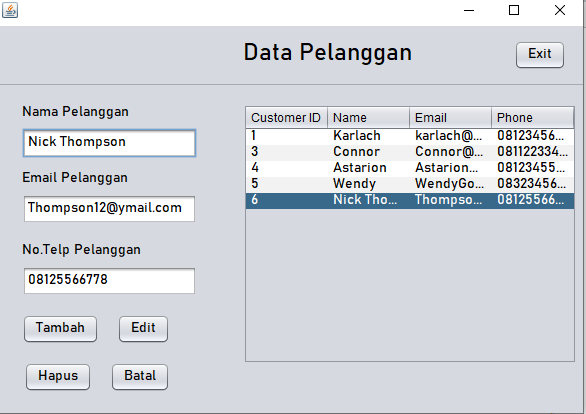 Data Pelanggan
Exit
Nama Pelanggan
Nick Thompson
Email Pelanggan
Thompson12@ymail.com
No.Telp Pelanggan
08125566778
Tambah Edit
Hapus Batal
Customer ID Name Email Phone
1 Karlach karlach@... 08123456...
3 Connor Connor@... 081122334...
4 Astarion Astarion... 08123455...
5 Wendy WendyGo... 08323456...
6 Nick Tho... Thompso... 08125566...